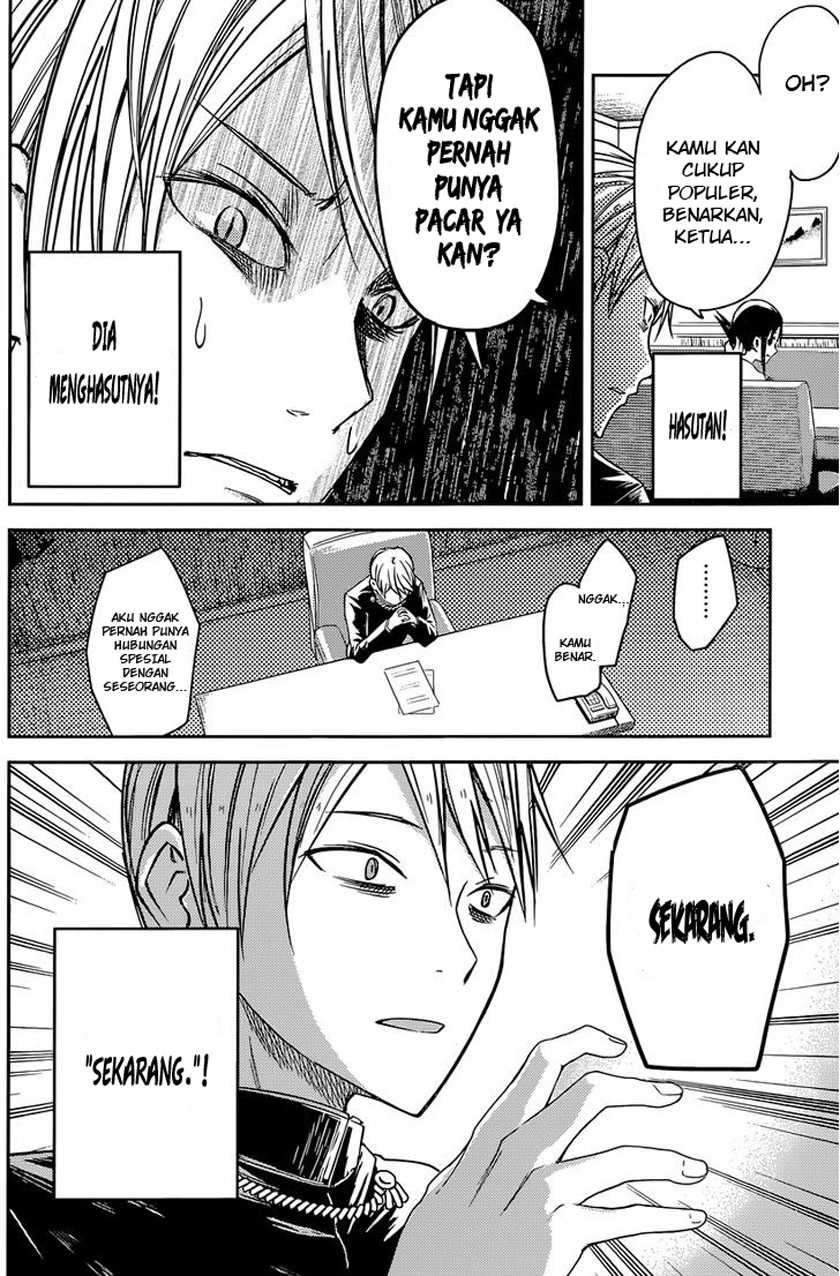 OH?
KAMU KAN
CUKUP
POPULER,
BENARKAN,
KETUA...
HASUTAN!
TAPI
KAMU NGGAK
PERNAH
PUNYA
PACAR YA
KAN?
DIA
MENGHASUTNYA!
........
NGGAK...
KAMU
BENAR.
AKU NGGAK
PERNAH PUNYA
HUBUNGAN
SPESIAL
DENGAN
SESEORANG...
SEKARANG.
"SEKARANG."!